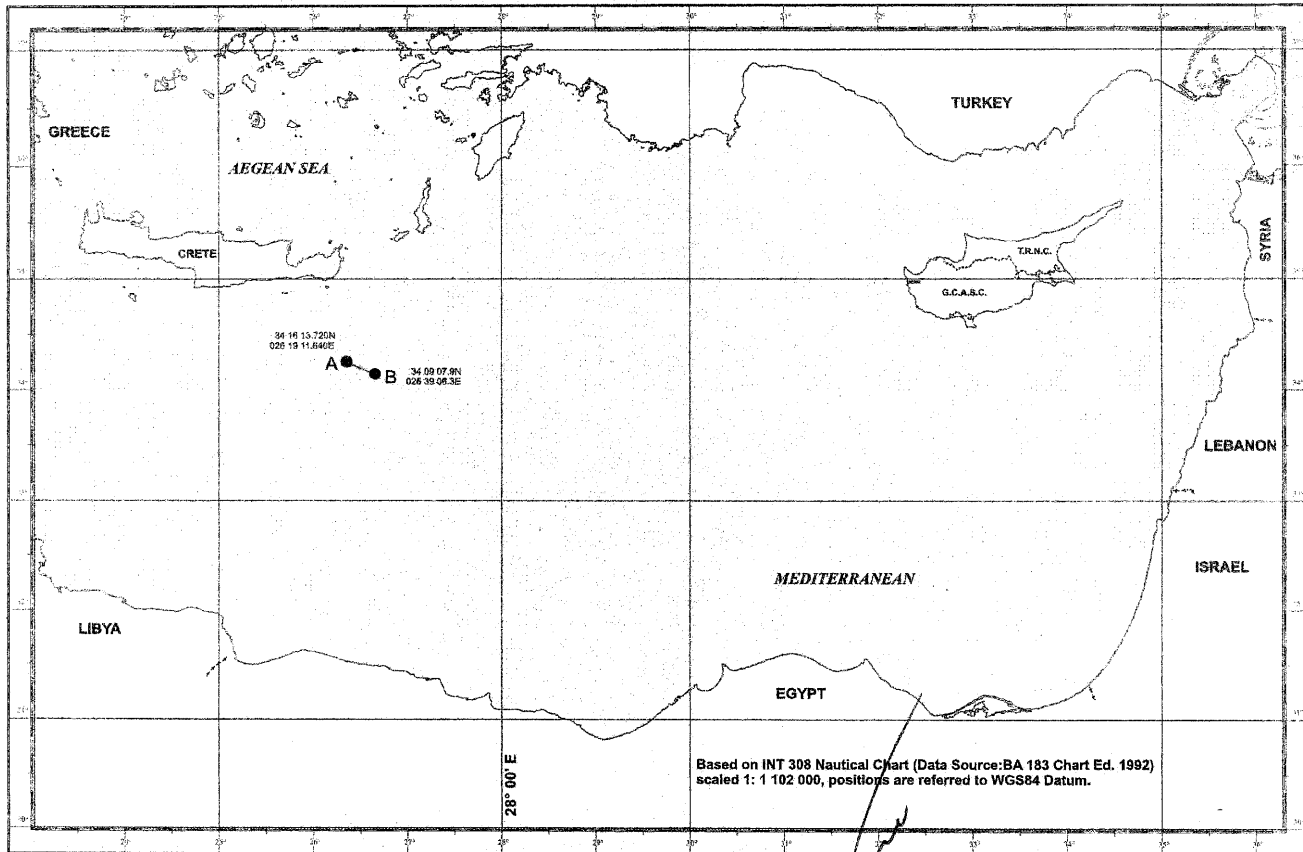 TURKEY
GREECE
AEGEAN SEA
CRETE
T.R.N.C.
SYRIA
G.C.A.S.C.
34 16 13.720N
026 19 11.640E
A
B
34 09 07.9N
026 39 06.3E
LEBANON
MEDITERRANEAN
ISRAEL
LIBYA
EGYPT
28° 00' E
Based on INT 308 Nautical Chart (Data Source:BA 183 Chart Ed. 1992)
scaled 1: 1 102 000, positions are referred to WGS84 Datum.